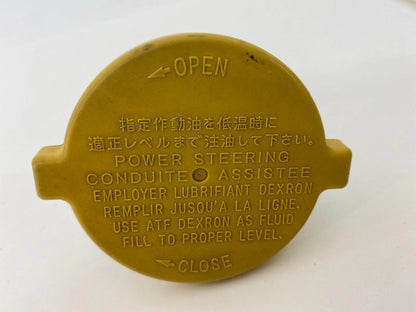 OPEN
指定作動油を低温時に
適正レベルまで注油して下さい。
POWER STEERING
CONDUITE ASSISTEE
EMPLOYER LUBRIFIANT DEXRON
REMPLIR JUSQU'A LA LIGNE.
USE ATF DEXRON AS FLUID
FILL TO PROPER LEVEL.
CLOSE